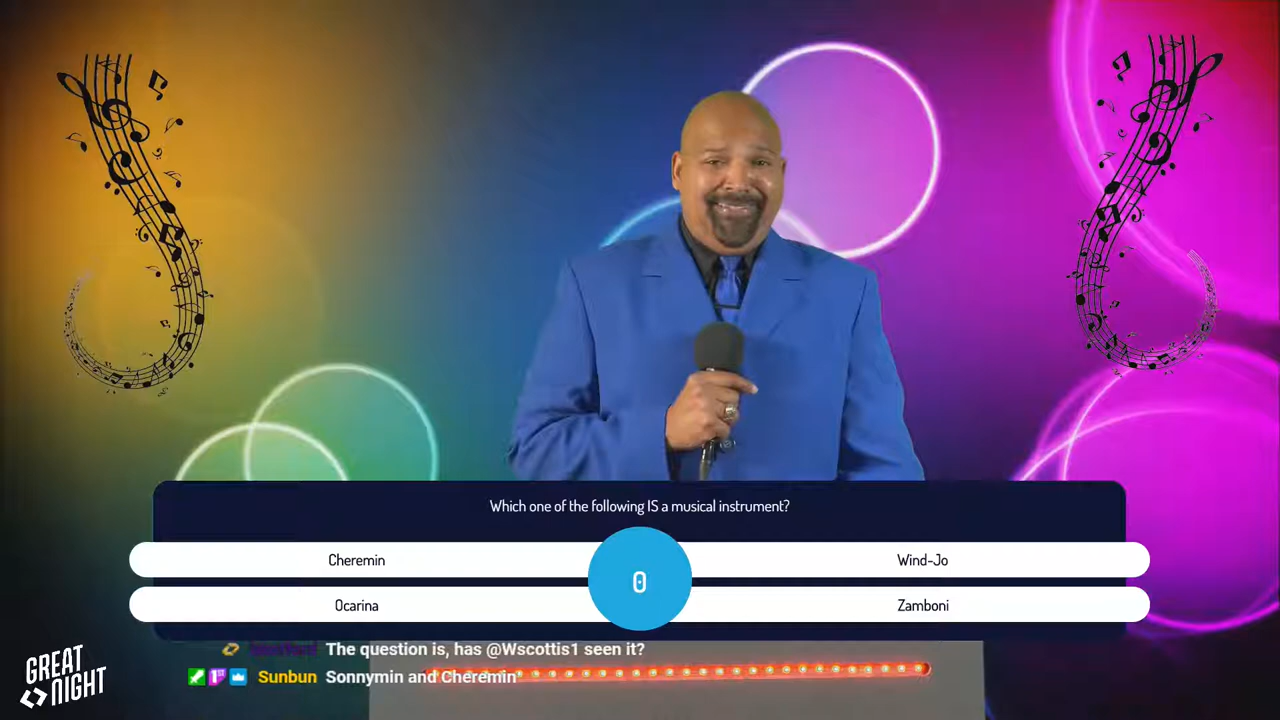 Which one of the following IS a musical instrument?
Cheremin
Wind-Jo
0
Ocarina
Zamboni
The question is, has @Wscottis1 seen it?
1ST
Sunbun Sonnymin and Cheremin
GREAT
NIGHT